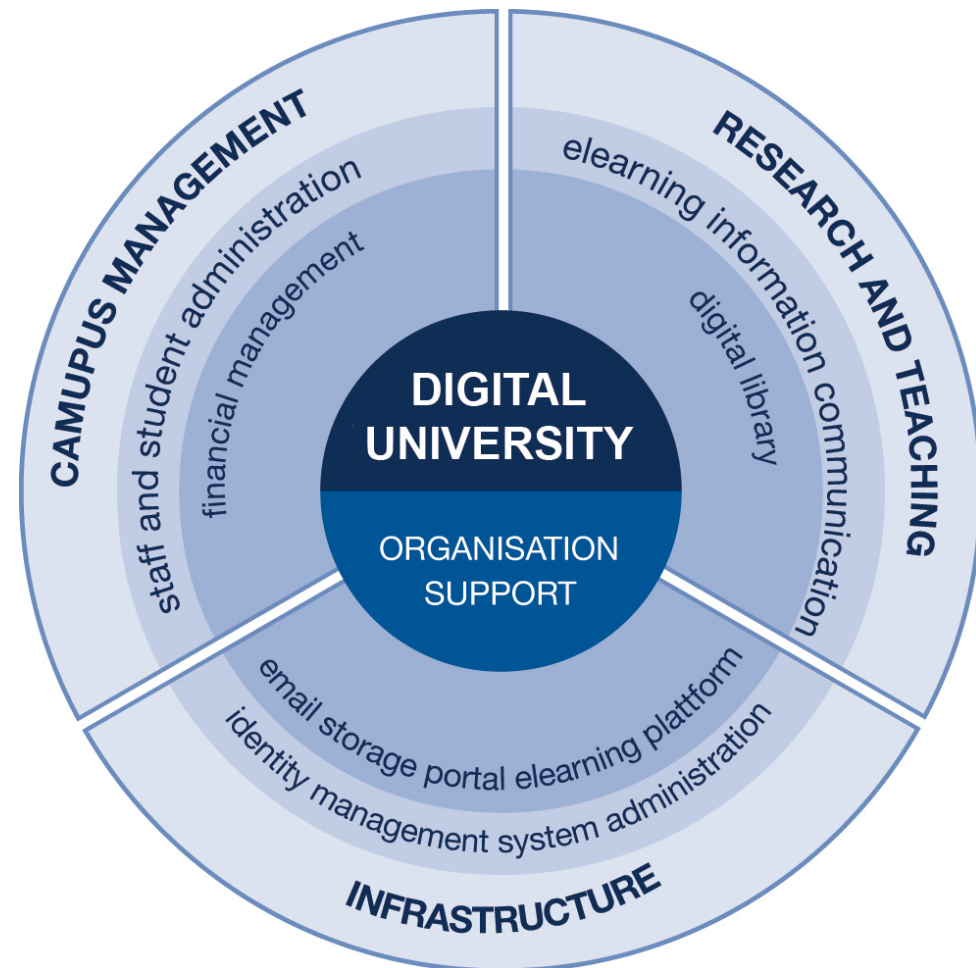 CAMUPUS MANAGEMENT
staff and student administration
financial management
RESEARCH AND TEACHING
elearning information communication
digital library
DIGITAL
UNIVERSITY
ORGANISATION
SUPPORT
email storage portal elearning plattform
identity management system administration
INFRASTRUCTURE